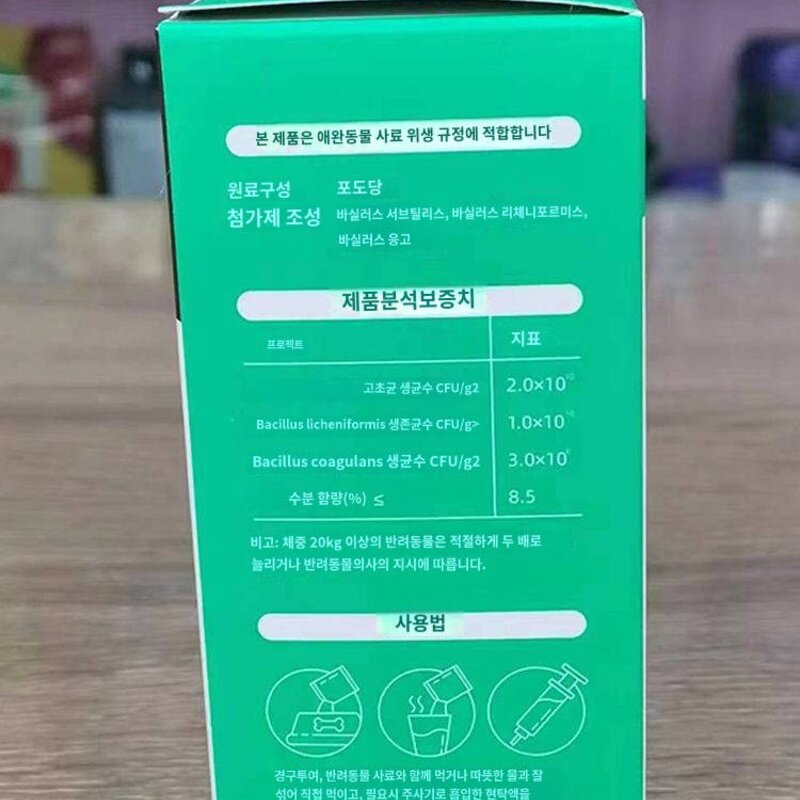 본 제품은 애완동물 사료 위생 규정에 적합합니다
원료구성 포도당
첨가제 조성 바실러스 서브틸리스, 바실러스 리체니포르미스,
바실러스 응고
제품분석보증치
프로젝트 지표
고초균 생균수 CFU/g2 2.0×10
Bacillus licheniformis 생존균수 CFU/g> 1.0×10
Bacillus coagulans 생균수 CFU/g2 3.0×10
수분 함량(%) ≤ 8.5
비고: 체중 20kg 이상의 반려동물은 적절하게 두 배로
늘리거나 반려동물의사의 지시에 따릅니다.
사용법
경구투여, 반려동물 사료와 함께 먹거나 따뜻한 물과 잘
섞어 직접 먹이고, 필요시 주사기로 흡입한 현탁액을